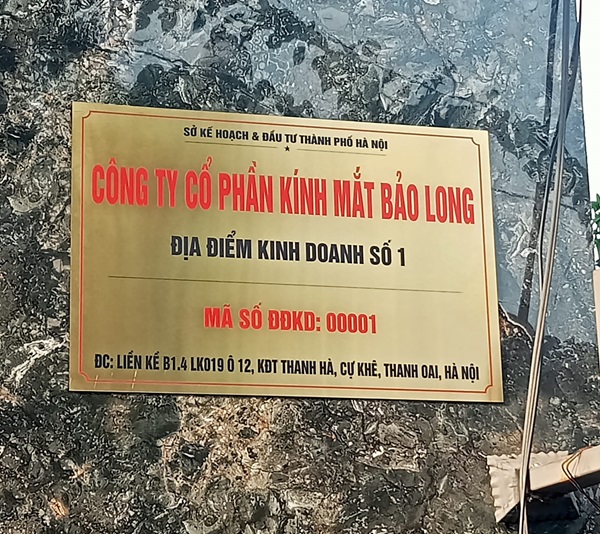 SỞ KẾ HOẠCH & ĐẦU TƯ THÀNH PHỐ HÀ NỘI
CÔNG TY CỔ PHẦN KÍNH MẮT BẢO LONG
ĐỊA ĐIỂM KINH DOANH SỐ 1
MÃ SỐ ĐĐKD: 00001
ĐC: LIỀN KỀ B1.4 LK019 Ô 12, KĐT THANH HÀ, CỰ KHÊ, THANH OAI, HÀ NỘI